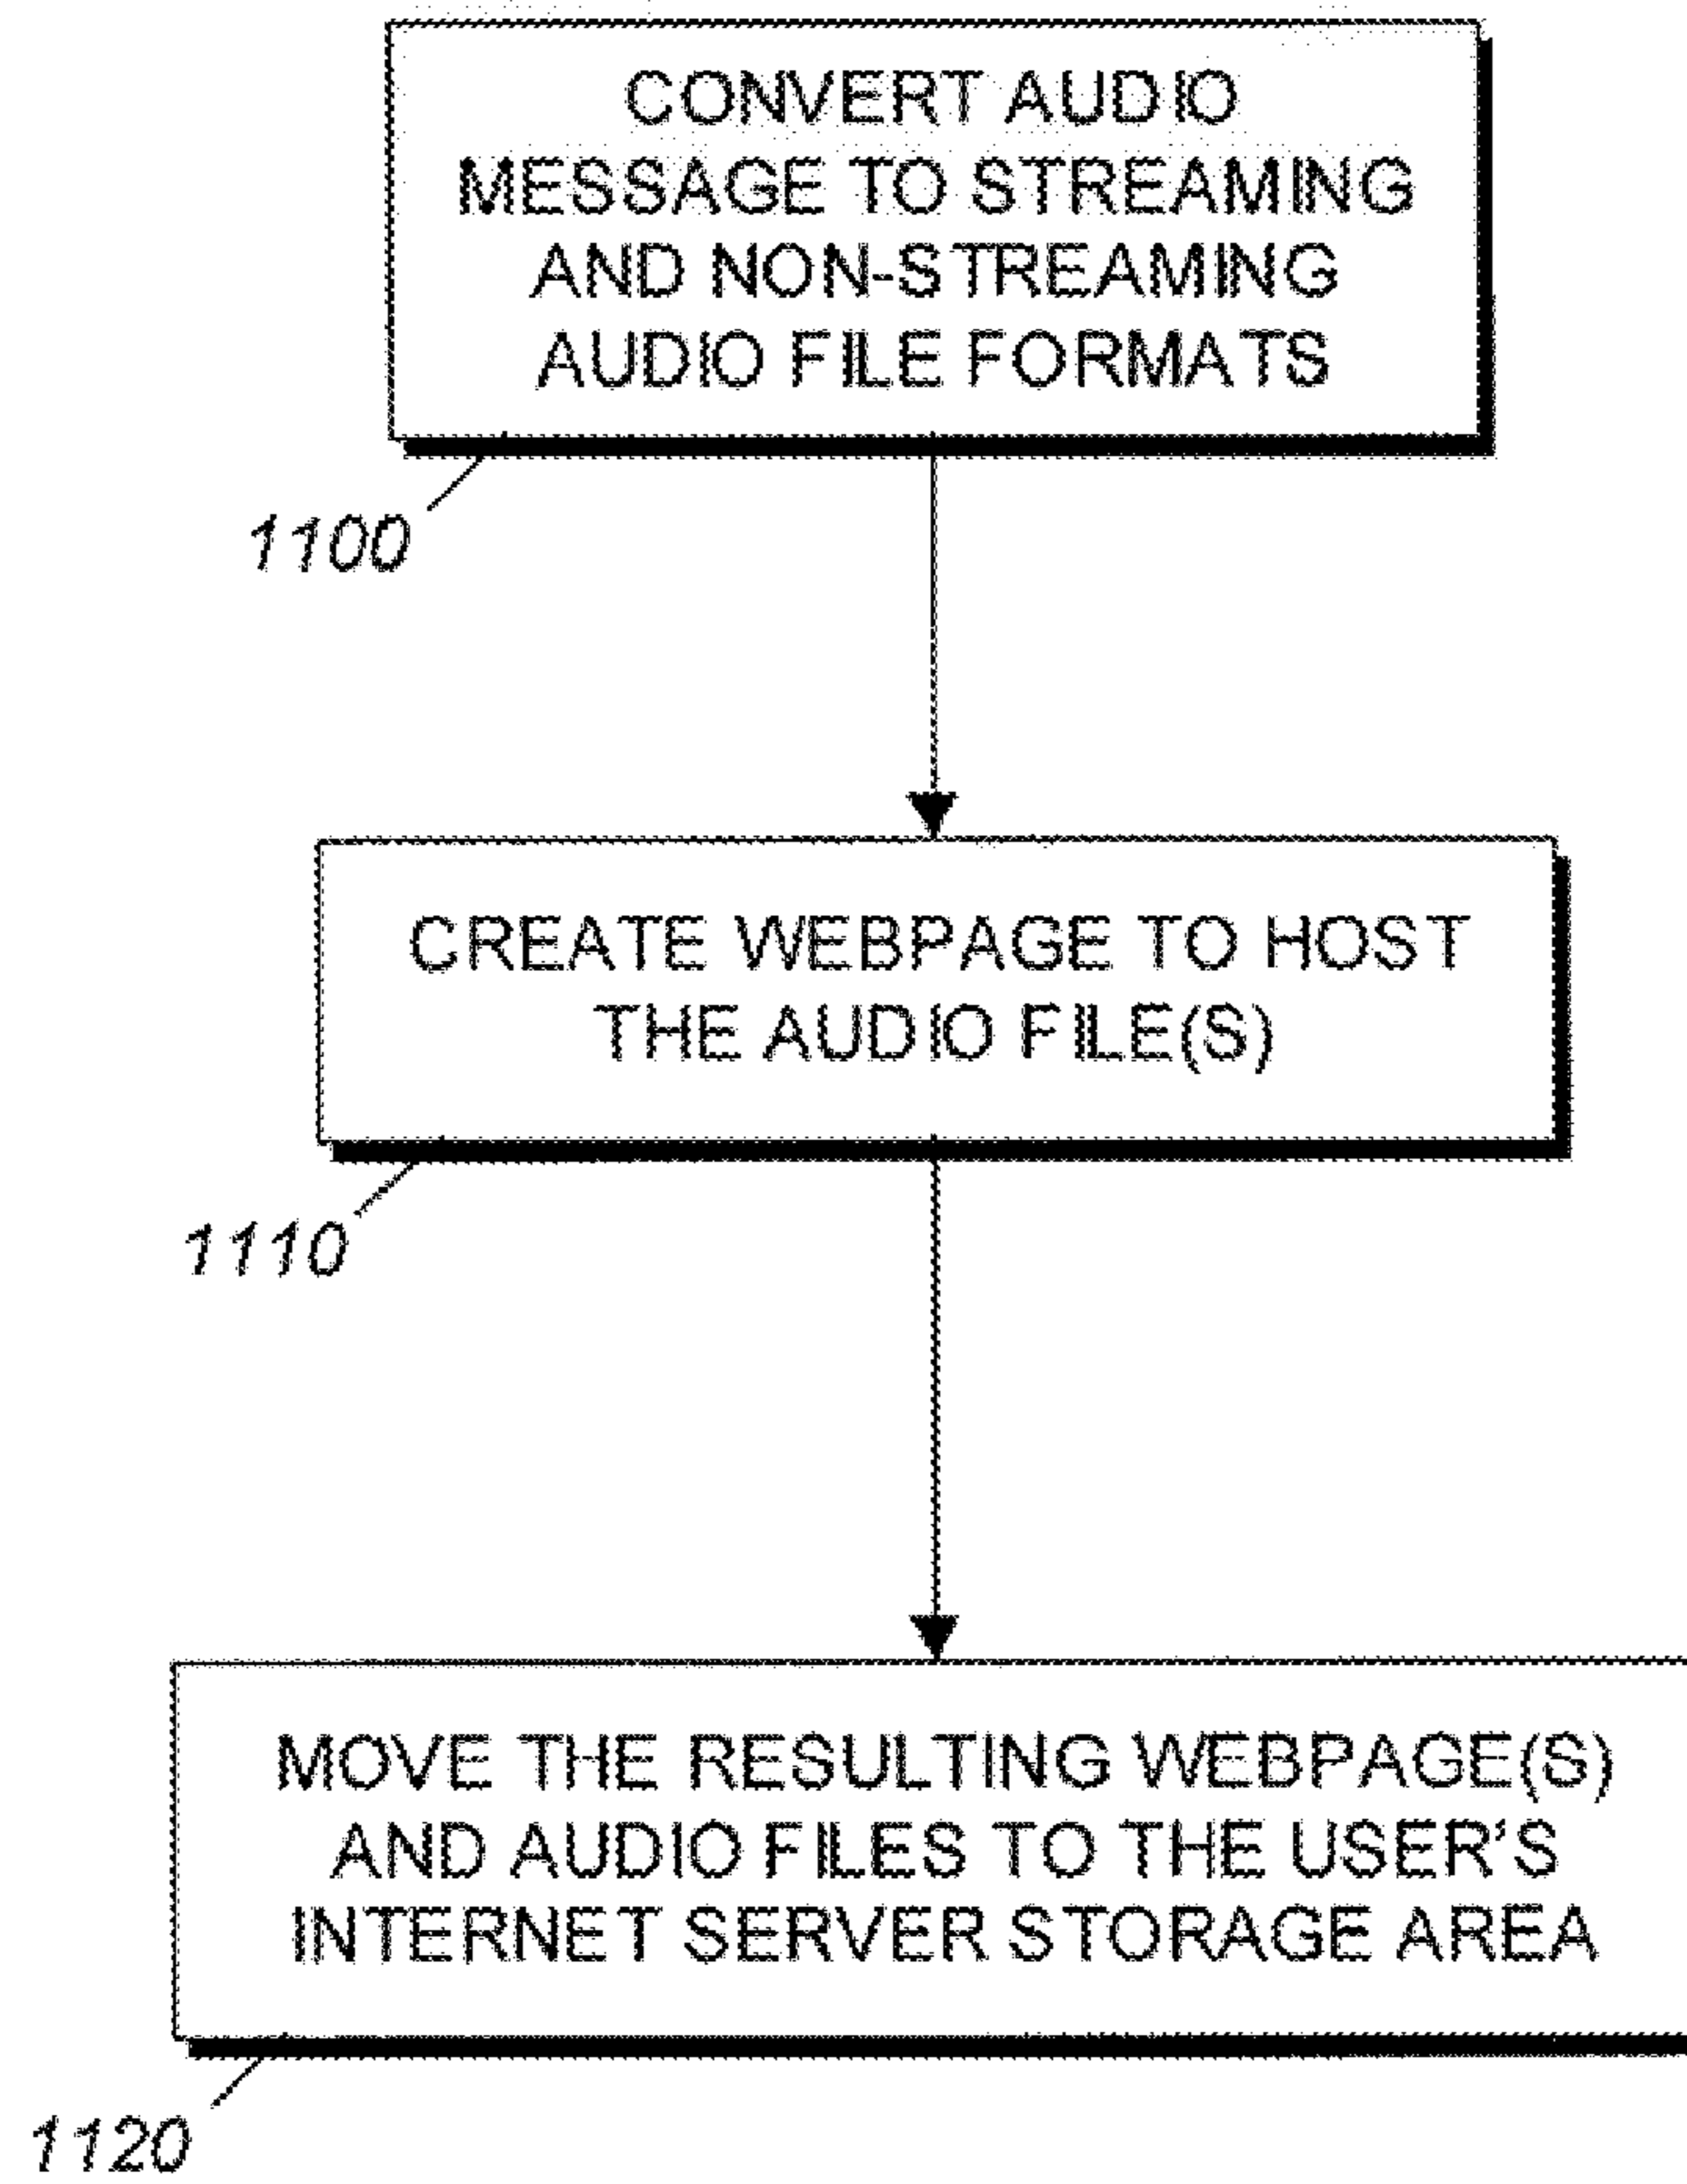 CONVERT AUDIO
MESSAGE TO STREAMING
AND NON-STREAMING
AUDIO FILE FORMATS
1100
CREATE WEBPAGE TO HOST
THE AUDIO FILE(S)
1110
MOVE THE RESULTING WEBPAGE(S)
AND AUDIO FILES TO THE USER'S
INTERNET SERVER STORAGE AREA
1120